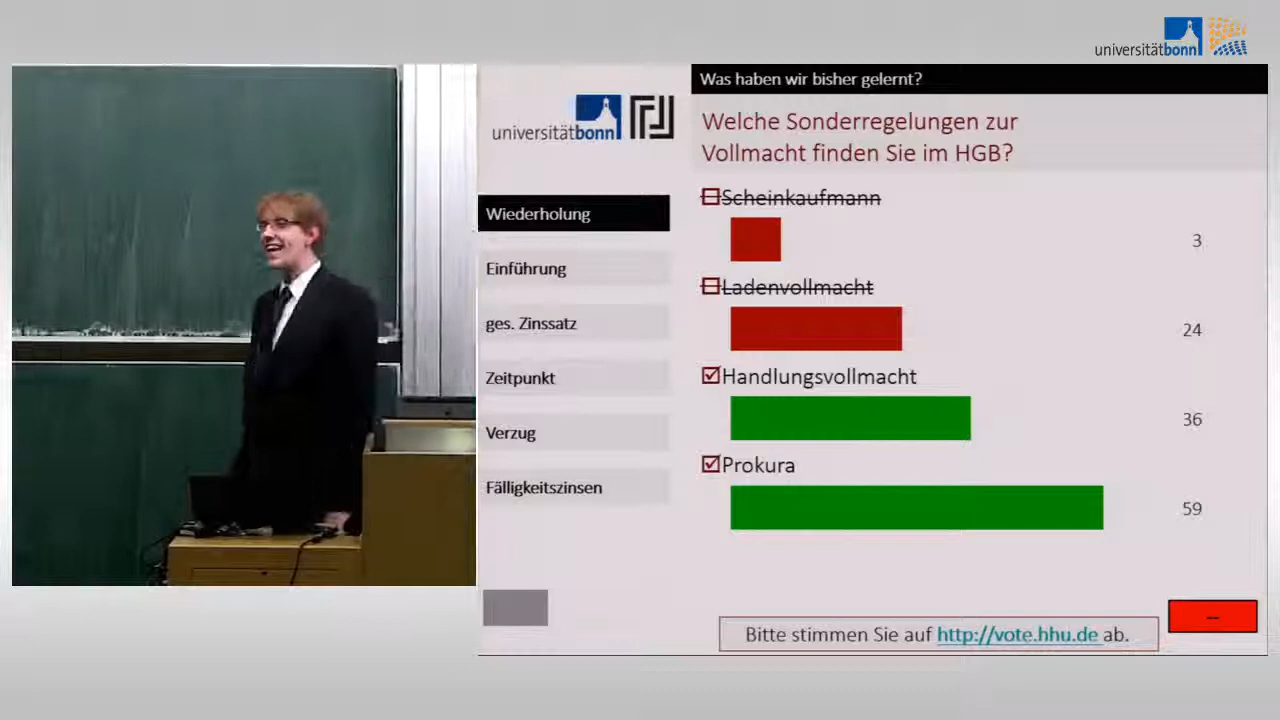 universitätbonn
Was haben wir bisher gelernt?
universitätbonn
Welche Sonderregelungen zur
Vollmacht finden Sie im HGB?
Wiederholung
Einführung
ges. Zinssatz
Zeitpunkt
Verzug
Fälligkeitszinsen
Scheinkaufmann
3
Ladenvollmacht
24
Handlungsvollmacht
36
Prokura
59
Bitte stimmen Sie auf http://vote.hhu.de ab.
--